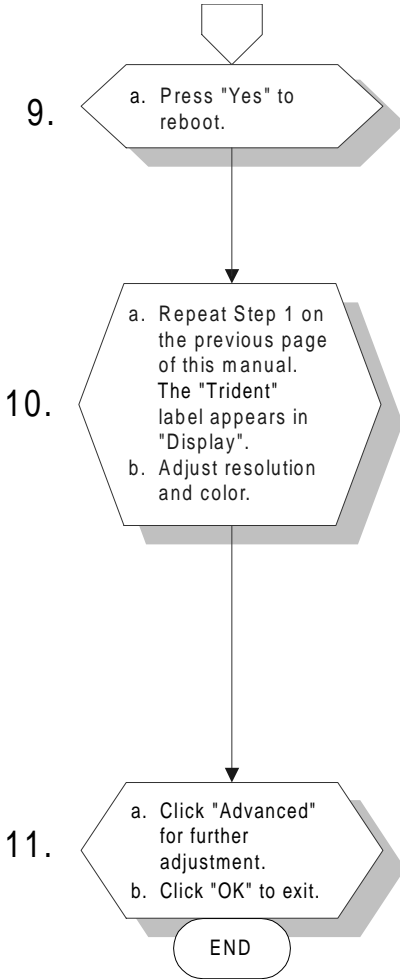 9.
a. Press "Yes" to
reboot.
10.
a. Repeat Step 1 on
the previous page
of this manual.
The "Trident"
label appears in
"Display".
b. Adjust resolution
and color.
11.
a. Click "Advanced"
for further
adjustment.
b. Click "OK" to exit.
END